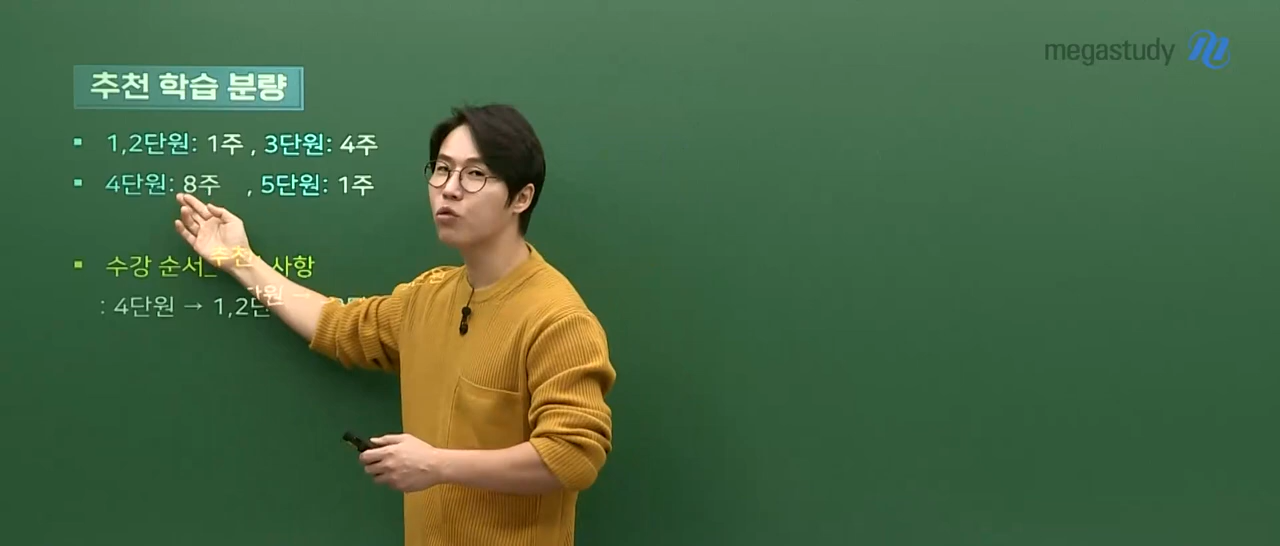 megastudy
추천 학습 분량
▪ 1,2단원: 1주 , 3단원: 4주
▪ 4단원: 8주 , 5단원: 1주
▪ 수강 순서_추천 사항
: 4단원 → 1,2단원 →